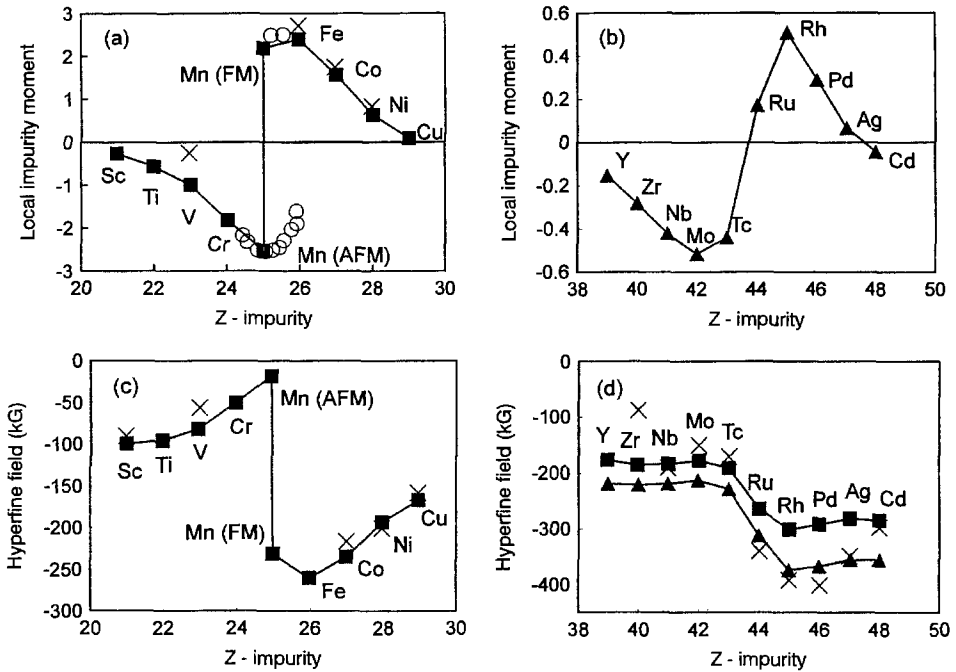 (a)
Local impurity moment
3
2
1
0
-1
-2
-3
Fe
Mn (FM)
Co
Ni
Cu
Sc
Ti
V
Cr
Mn (AFM)
20 22 24 26 28 30
Z - impurity
(b)
Local impurity moment
0.6
0.4
0.2
0
-0.2
-0.4
-0.6
Rh
Pd
Ru
Ag
Cd
Y
Zr
Nb
Mo
Tc
38 40 42 44 46 48 50
Z - impurity
(c)
Hyperfine field (kG)
0
-50
-100
-150
-200
-250
-300
Mn (AFM)
Cr
V
Ti
Sc
Mn (FM)
Cu
Ni
Co
Fe
20 22 24 26 28 30
Z - impurity
(d)
Hyperfine field (kG)
0
-100
-200
-300
-400
Y Zr Nb Mo Tc
Ru
Rh Pd Ag Cd
38 40 42 44 46 48 50
Z - impurity